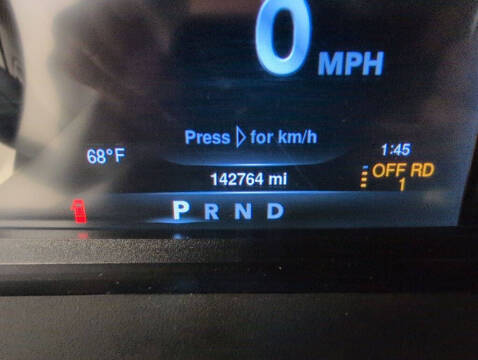 0 MPH
Press ▷ for km/h
68°F
1:45
142764 mi
OFF RD
1
P R N D